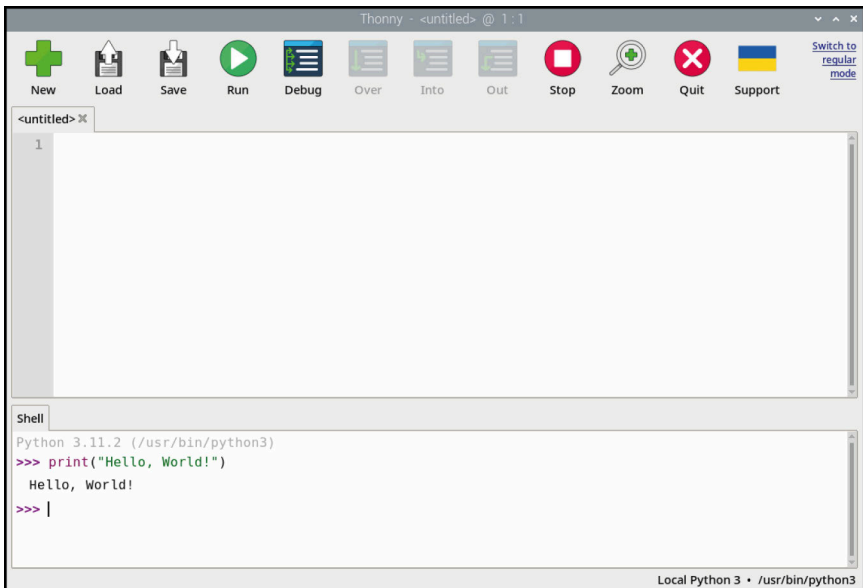 Thonny - <untitled> @ 1:1
New Load Save Run Debug Over Into Out Stop Zoom Quit Support
Switch to
regular
mode
<untitled>
1
Shell
Python 3.11.2 (/usr/bin/python3)
>>> print("Hello, World!")
Hello, World!
>>>
Local Python 3 • /usr/bin/python3